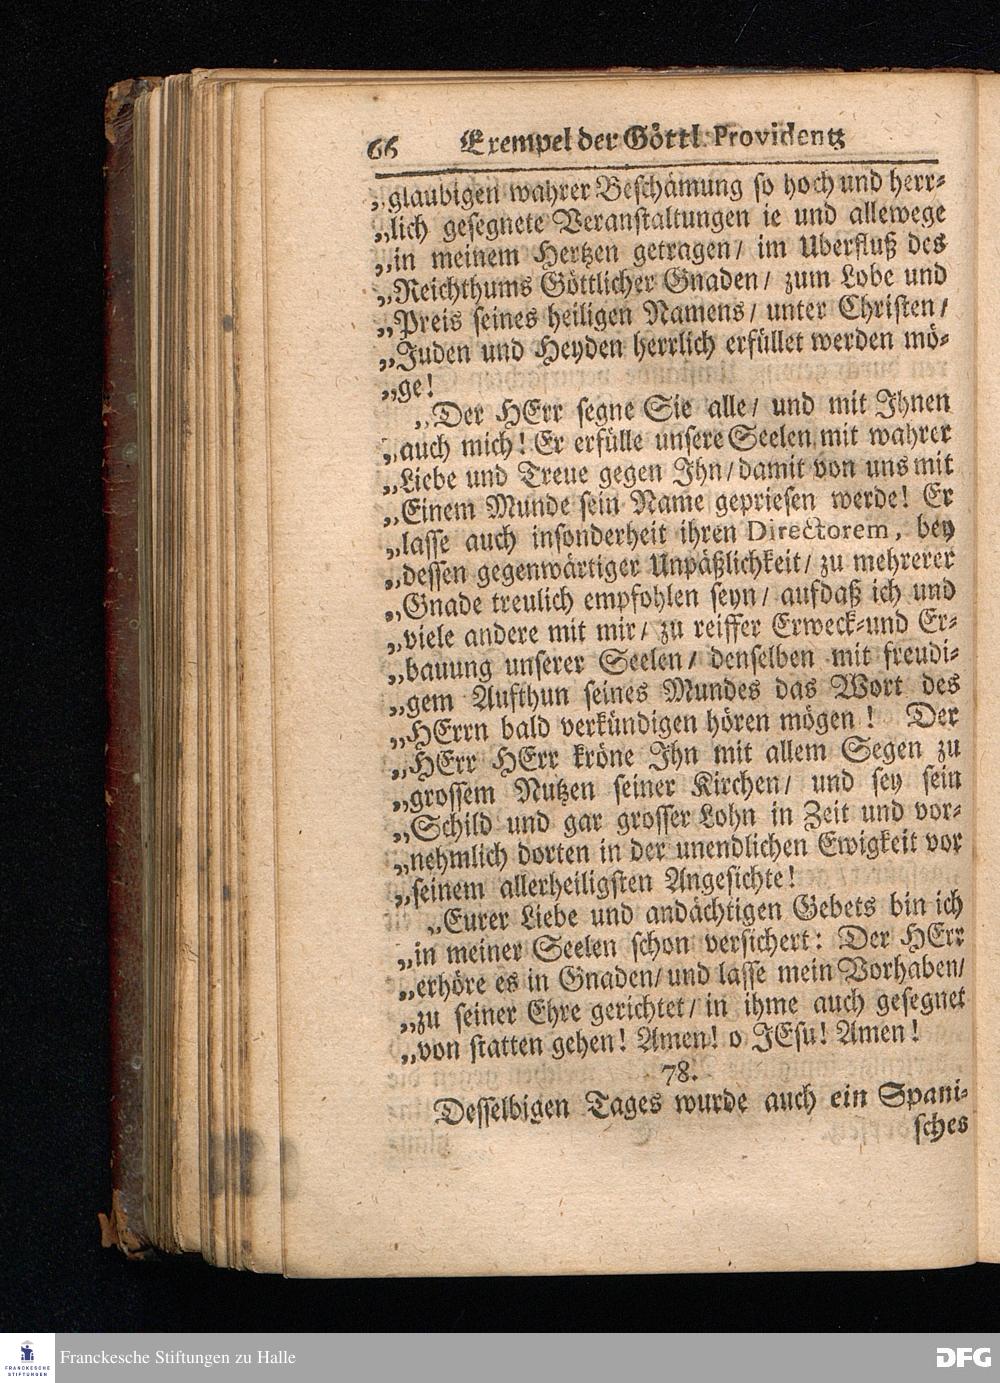 66 Exempel der Göttl. Providentz
„glaubigen wahrer Beschämung so hoch und herr⸗
„lich gesegnete Veranstaltungen ie und allewege
„in meinem Hertzen getragen/ im Uberfluß des
„Reichthums Göttlicher Gnaden/ zum Lobe und
„Preis seines heiligen Namens/ unter Christen/
„Juden und Heyden herrlich erfüllet werden mö⸗
„ge!
„Der HErr segne Sie alle/ und mit Ihnen
„auch mich! Er erfülle unsere Seelen mit wahrer
„Liebe und Treue gegen Ihn/ damit von uns mit
„Einem Munde sein Name gepriesen werde! Er
„lasse auch insonderheit ihren Directorem, bey
„dessen gegenwärtiger Unpäßlichkeit/ zu mehrerer
„Gnade treulich empfohlen seyn/ aufdaß ich und
„viele andere mit mir/ zu reiffer Erweck⸗und Er⸗
„bauung unserer Seelen/ denselben mit freudi⸗
„gem Aufthun seines Mundes das Wort des
„HErrn bald verkündigen hören mögen! Der
„HErr HErr kröne Ihn mit allem Segen zu
„grossem Nutzen seiner Kirchen/ und sey sein
„Schild und gar grosser Lohn in Zeit und vor⸗
„nehmlich dorten in der unendlichen Ewigkeit vor
„seinem allerheiligsten Angesichte!
„Eurer Liebe und andächtigen Gebets bin ich
„in meiner Seelen schon versichert: Der HErr
„erhöre es in Gnaden/ und lasse mein Vorhaben/
„zu seiner Ehre gerichtet/ in ihme auch gesegnet
„von statten gehen! Amen! o JEsu! Amen!
78.
Desselbigen Tages wurde auch ein Spani⸗
sches
FRANCKESCHE
STIFTUNGEN
Franckesche Stiftungen zu Halle
DFG